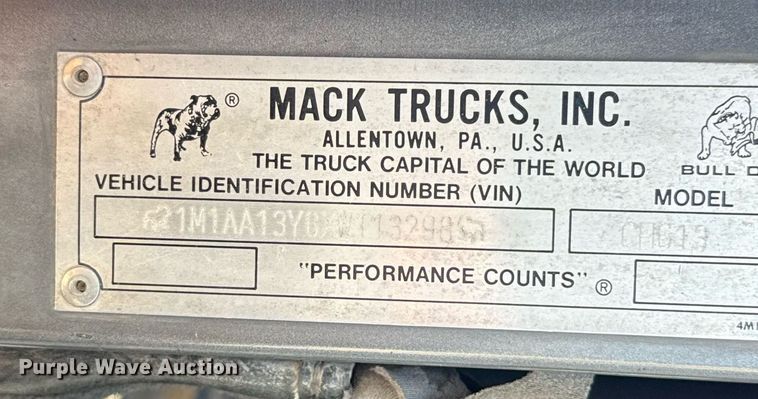 MACK TRUCKS, INC.
ALLENTOWN, PA., U.S.A.
THE TRUCK CAPITAL OF THE WORLD
BULL
VEHICLE IDENTIFICATION NUMBER (VIN)
MODEL
"PERFORMANCE COUNTS" ®
Purple Wave Auction